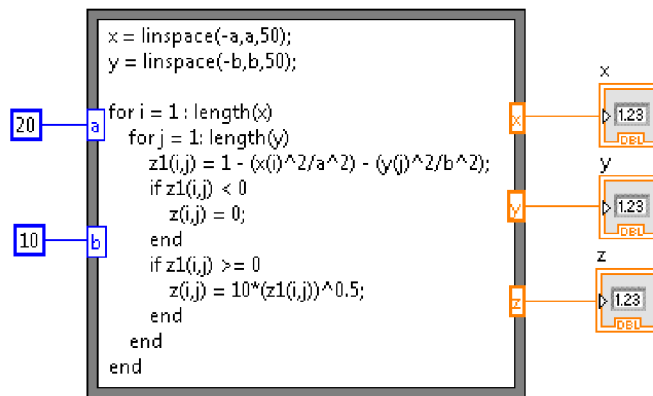 x = linspace(-a,a,50);
y = linspace(-b,b,50);
for i = 1 : length(x)
for j = 1: length(y)
z1(i,j) = 1 - (x(i)^2/a^2) - (y(j)^2/b^2);
if z1(i,j) < 0
z(i,j) = 0;
end
if z1(i,j) >= 0
z(i,j) = 10*(z1(i,j))^0.5;
end
end
end
20
a
10
b
x
y
z
x
1.23
DBL
y
1.23
DBL
z
1.23
DBL